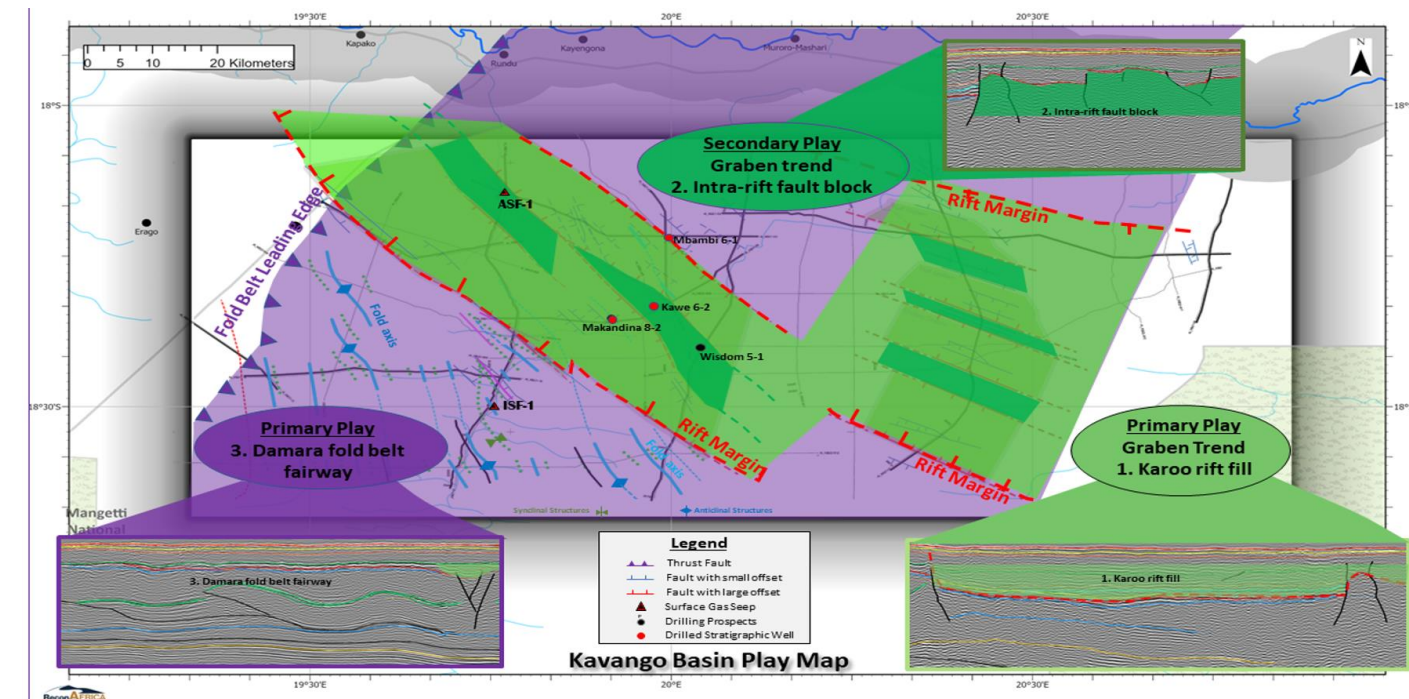 19°30'E
20°E
20°30'E
0 5 10 20 Kilometers
Kapako
Rundu
Kayengona
Muroro-Mashari
N
18°S
18°
2. Intra-rift fault block
Secondary Play
Graben trend
2. Intra-rift fault block
ASF-1
Erago
Fold Belt Leading Edge
Rift Margin
Mbambi 6-1
Fold axis
Kawe 6-2
Makandina 8-2
Wisdom 5-1
18°30'S
18°
ISF-1
Primary Play
3. Damara fold belt
fairway
Rift Margin
Fold axis
Rift Margin
Primary Play
Graben Trend
1. Karoo rift fill
Mangetti
National
Synclinal Structures
Anticlinal Structures
3. Damara fold belt fairway
Legend
Thrust Fault
Fault with small offset
Fault with large offset
Surface Gas Seep
Drilling Prospects
Drilled Stratigraphic Well
1. Karoo rift fill
Kavango Basin Play Map
19°30'E
20°E
20°30'E
ReconAFRICA